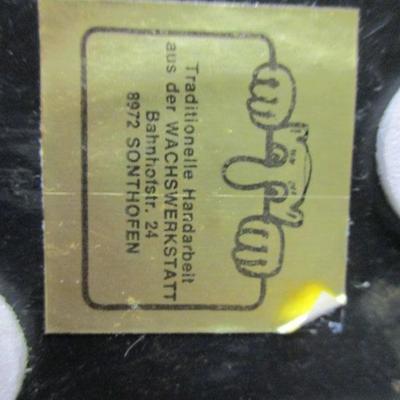 Traditionelle Handarbeit
aus der WACHSWERKSTATT
Bahnhofstr. 24
8972 SONTHOFEN